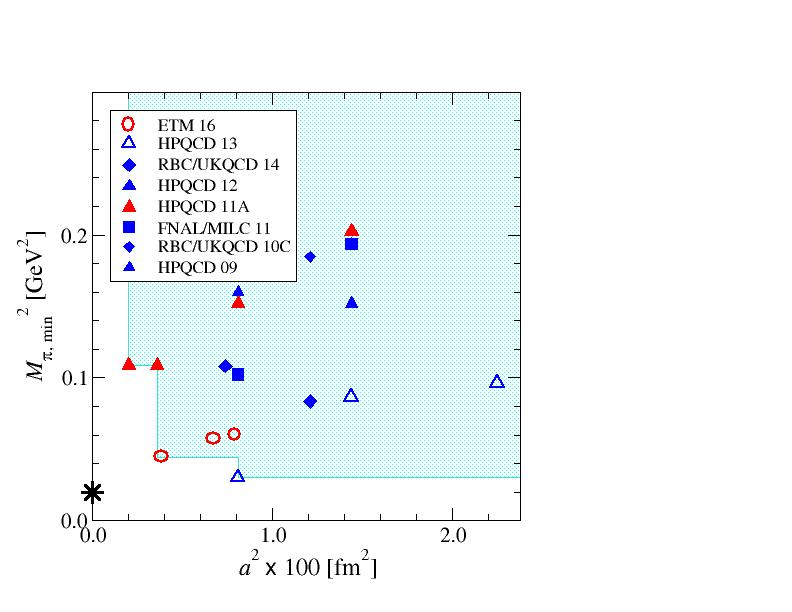 ETM 16
HPQCD 13
RBC/UKQCD 14
HPQCD 12
HPQCD 11A
FNAL/MILC 11
RBC/UKQCD 10C
HPQCD 09
0.2
0.1
0.0
0.0 1.0 2.0
M_{π, min}^2 [GeV^2]
a^2 x 100 [fm^2]